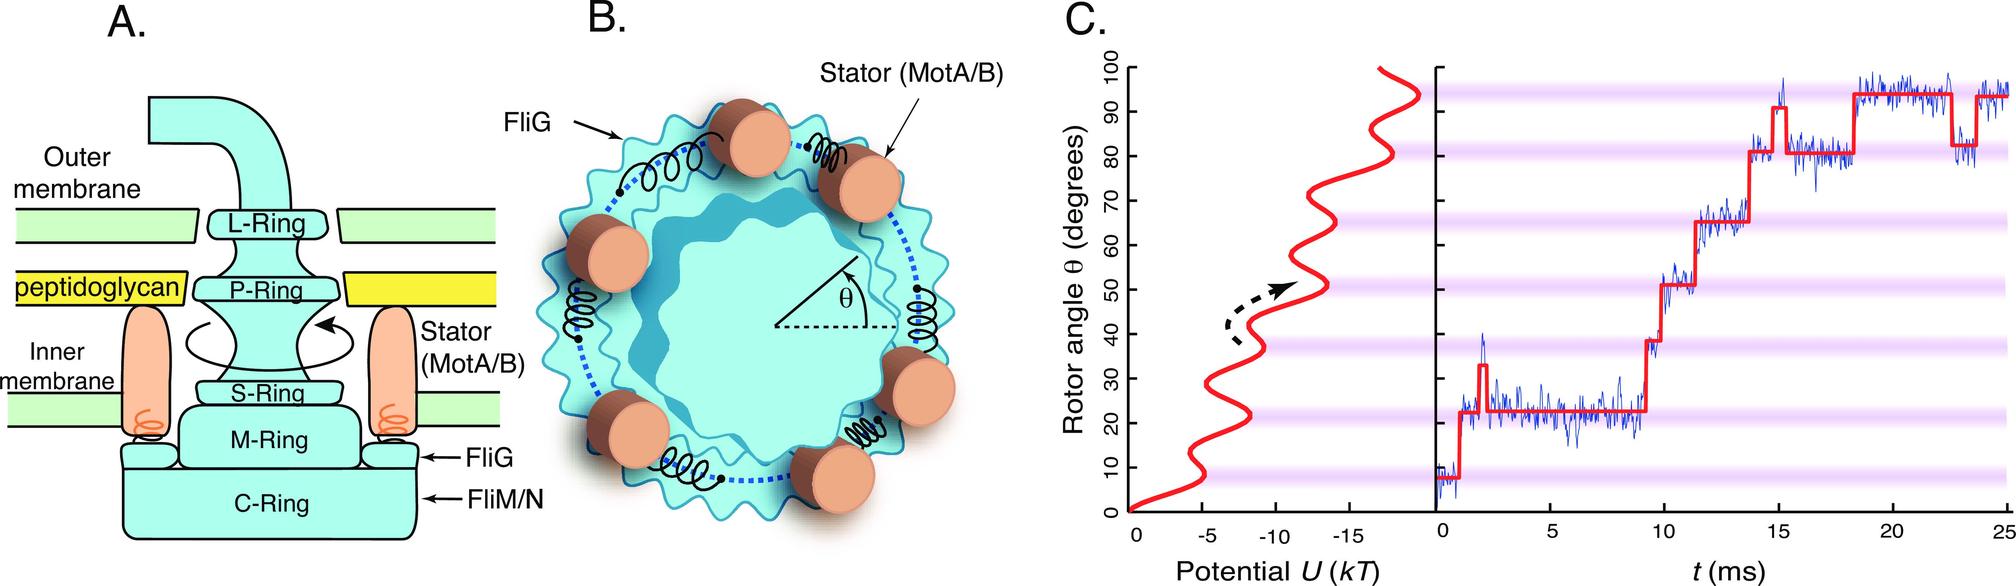 A.
Outer
membrane
L-Ring
peptidoglycan
P-Ring
Inner
membrane
Stator
(MotA/B)
S-Ring
M-Ring
FliG
C-Ring
FliM/N
B.
Stator (MotA/B)
FliG
θ
C.
Rotor angle θ (degrees)
100
90
80
70
60
50
40
30
20
10
0
0 -5 -10 -15
Potential U (kT)
0 5 10 15 20 25
t (ms)